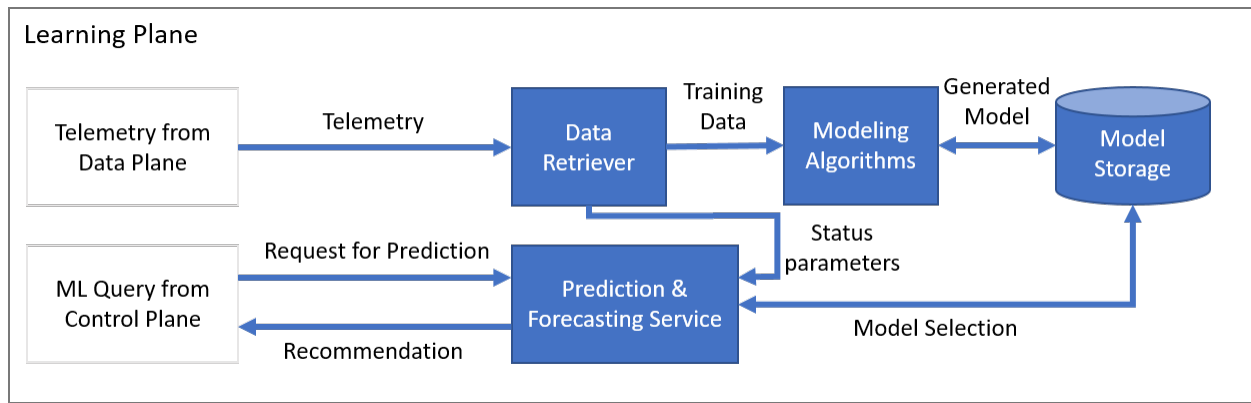 Learning Plane
Telemetry from
Data Plane
Telemetry
Data
Retriever
Training
Data
Modeling
Algorithms
Generated
Model
Model
Storage
ML Query from
Control Plane
Request for Prediction
Recommendation
Prediction &
Forecasting Service
Status
parameters
Model Selection